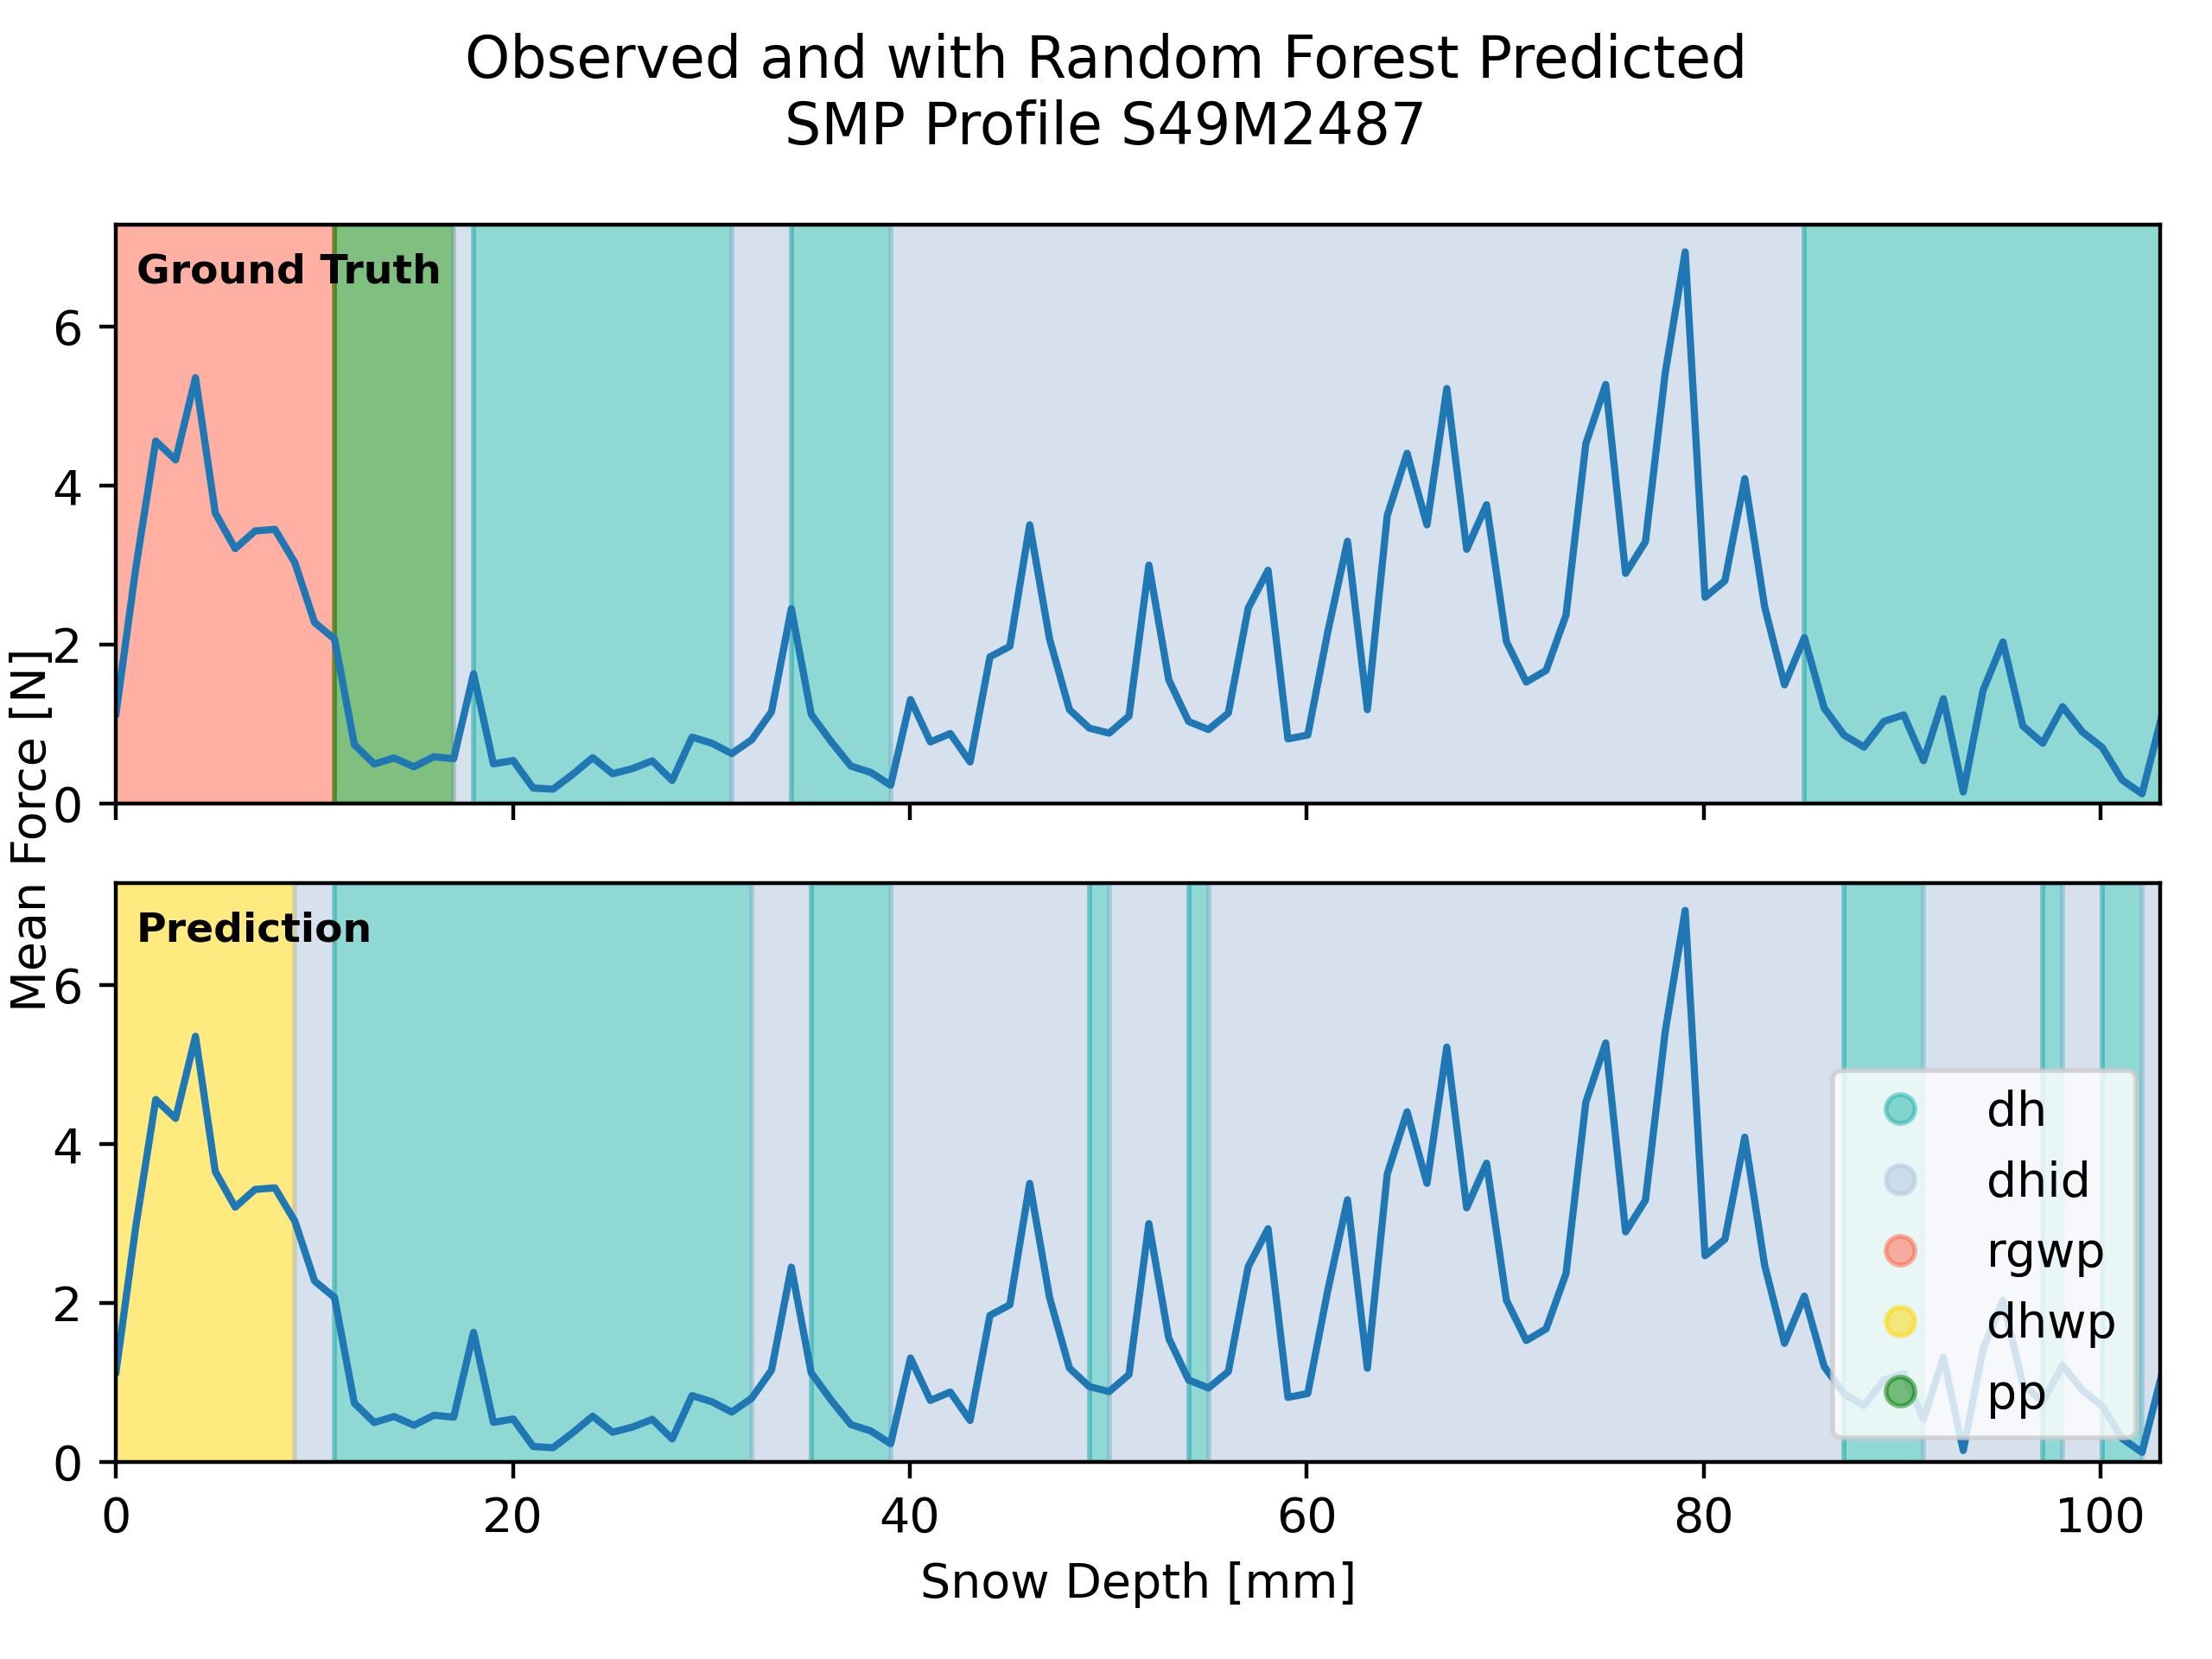 Observed and with Random Forest Predicted
SMP Profile S49M2487
Mean Force [N]
Ground Truth
6
4
2
0
Prediction
6
4
2
0
dh
dhid
rgwp
dhwp
pp
0 20 40 60 80 100
Snow Depth [mm]